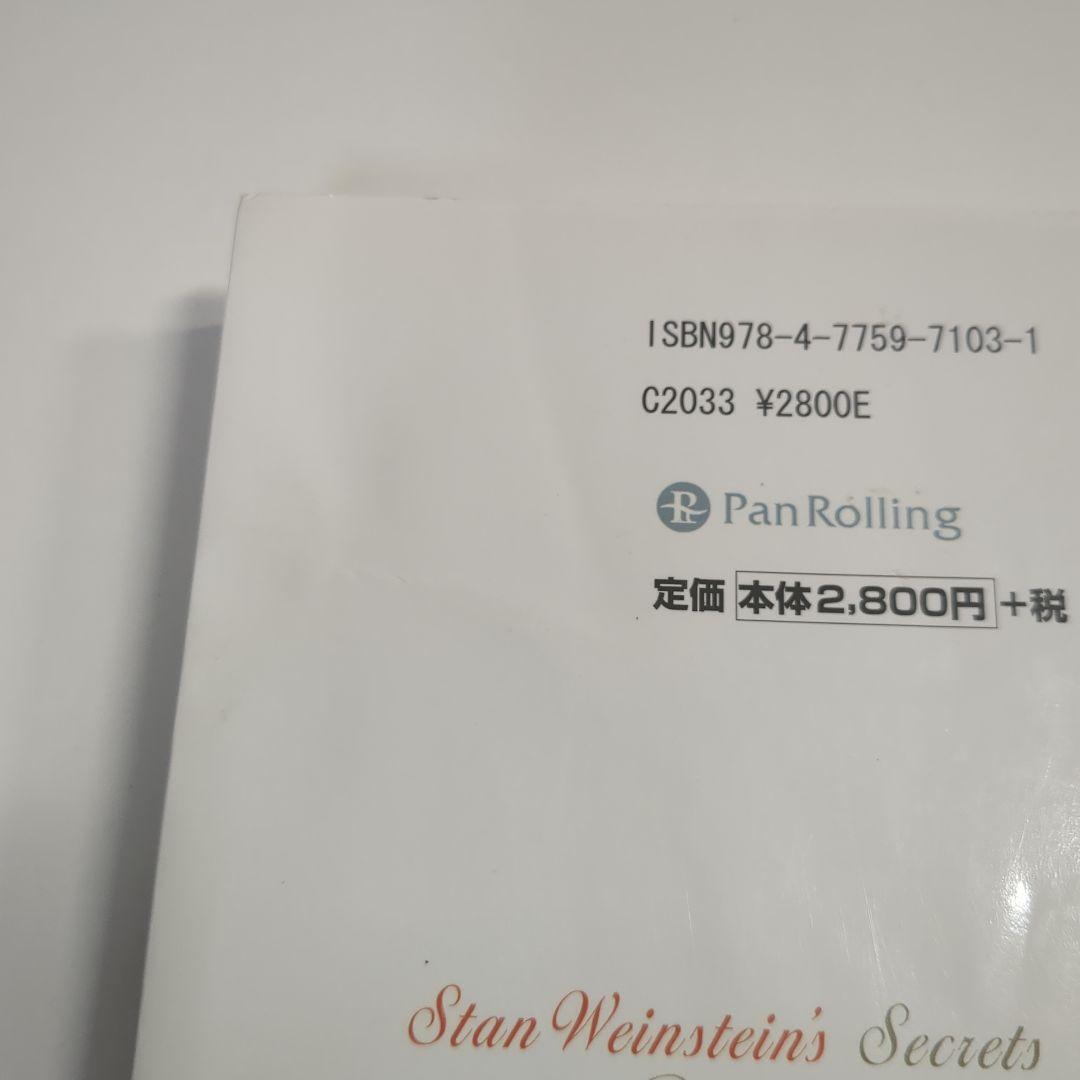 ISBN978-4-7759-7103-1
C2033 ¥2800E
Pan Rolling
定価 本体2,800円+税
Stan Weinstein's Secrets